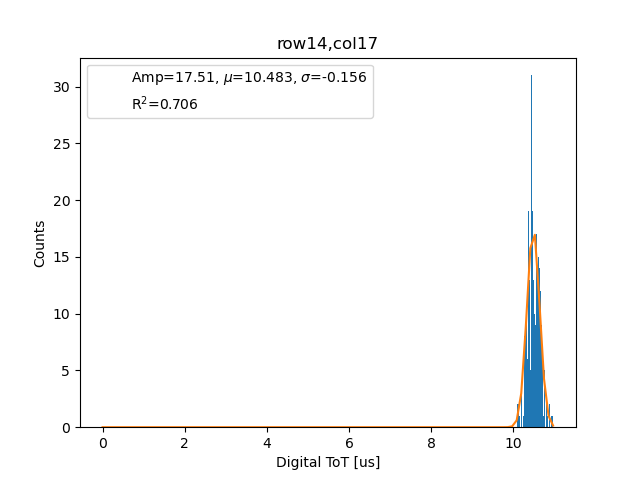 row14,col17
Amp=17.51, μ=10.483, σ=-0.156
R²=0.706
Counts
30
25
20
15
10
5
0
0 2 4 6 8 10
Digital ToT [us]